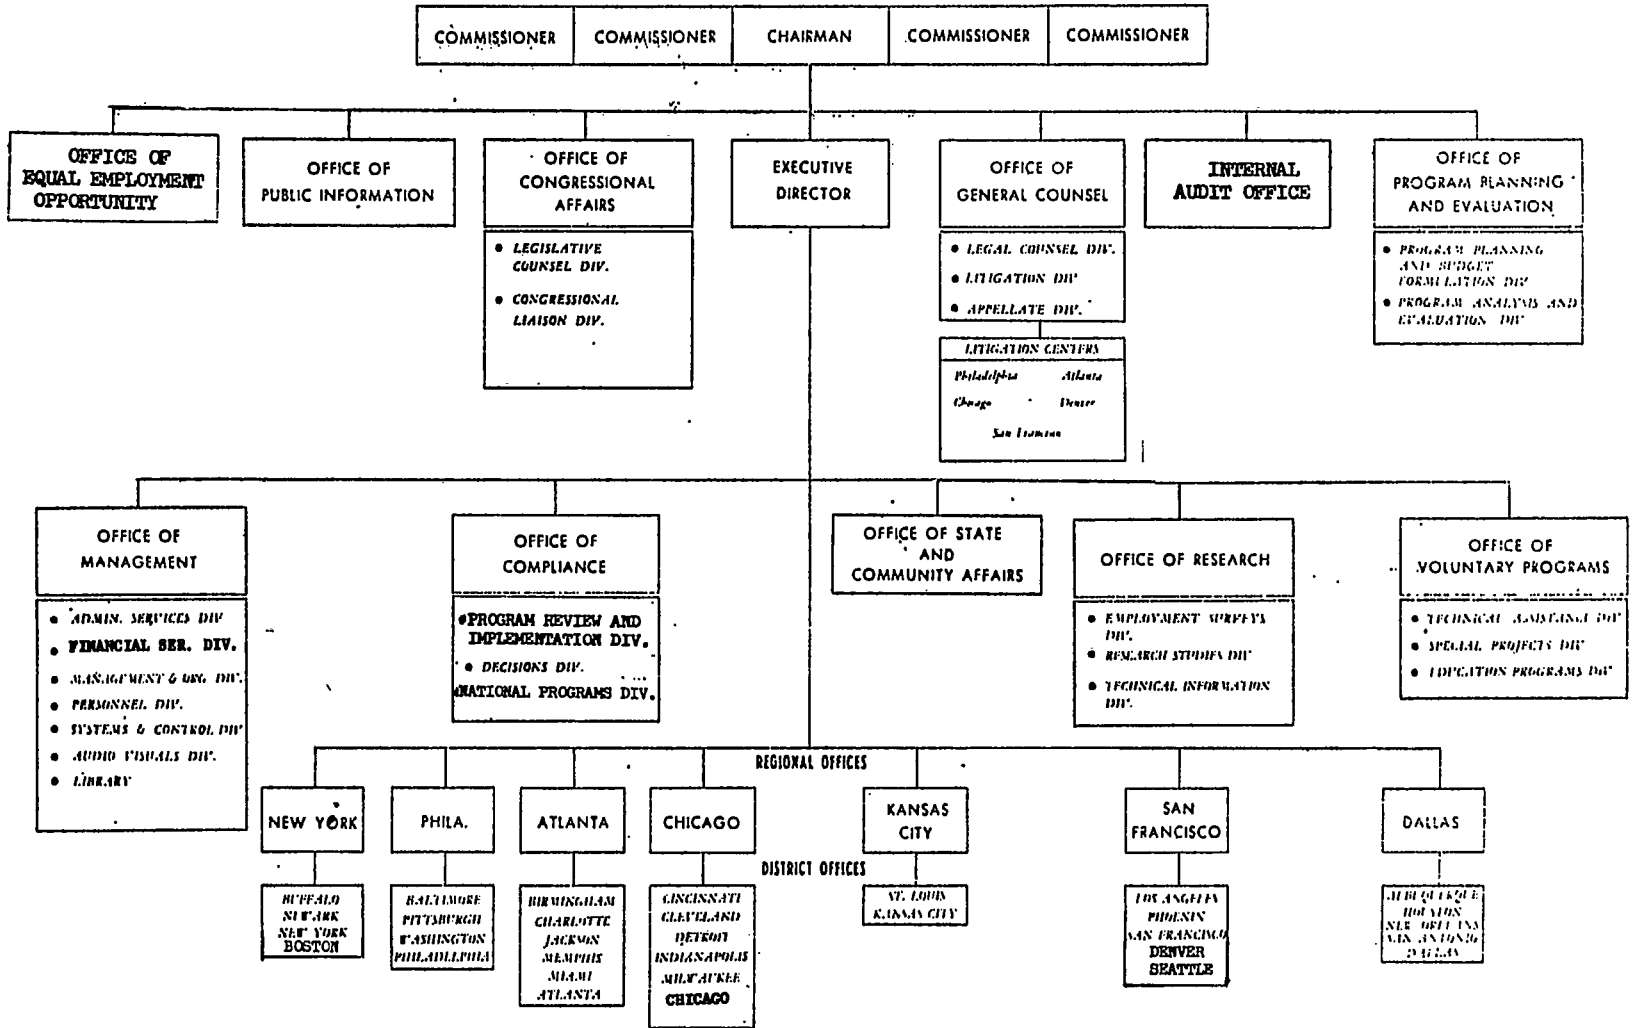 COMMISSIONER COMMISSIONER CHAIRMAN COMMISSIONER COMMISSIONER
OFFICE OF
EQUAL EMPLOYMENT
OPPORTUNITY
OFFICE OF
PUBLIC INFORMATION
OFFICE OF
CONGRESSIONAL
AFFAIRS
• LEGISLATIVE
COUNSEL DIV.
• CONGRESSIONAL
LIAISON DIV.
EXECUTIVE
DIRECTOR
OFFICE OF
GENERAL COUNSEL
• LEGAL COUNSEL DIV.
• LITIGATION DIV
• APPELLATE DIV.
LITIGATION CENTERS
Philadelphia Atlanta
Chicago Denver
San Francisco
INTERNAL
AUDIT OFFICE
OFFICE OF
PROGRAM PLANNING
AND EVALUATION
• PROGRAM PLANNING
AND BUDGET
FORMULATION DIV
• PROGRAM ANALYSIS AND
EVALUATION DIV
OFFICE OF
MANAGEMENT
• ADMIN. SERVICES DIV
• FINANCIAL SER. DIV.
• MANAGEMENT & ORG. DIV.
• PERSONNEL DIV.
• SYSTEMS & CONTROL DIV
• AUDIO VISUALS DIV.
• LIBRARY
OFFICE OF
COMPLIANCE
• PROGRAM REVIEW AND
IMPLEMENTATION DIV.
• DECISIONS DIV.
• NATIONAL PROGRAMS DIV.
OFFICE OF STATE
AND
COMMUNITY AFFAIRS
OFFICE OF RESEARCH
• EMPLOYMENT SURVEYS
DIV.
• RESEARCH STUDIES DIV
• TECHNICAL INFORMATION
DIV.
OFFICE OF
VOLUNTARY PROGRAMS
• TECHNICAL ASSISTANCE DIV
• SPECIAL PROJECTS DIV
• EDUCATION PROGRAMS DIV
REGIONAL OFFICES
NEW YORK
PHILA.
ATLANTA
CHICAGO
KANSAS
CITY
SAN
FRANCISCO
DALLAS
DISTRICT OFFICES
BUFFALO
NEWARK
NEW YORK
BOSTON
BALTIMORE
PITTSBURGH
WASHINGTON
PHILADELPHIA
BIRMINGHAM
CHARLOTTE
JACKSON
MEMPHIS
MIAMI
ATLANTA
CINCINNATI
CLEVELAND
DETROIT
INDIANAPOLIS
MILWAUKEE
CHICAGO
ST. LOUIS
KANSAS CITY
LOS ANGELES
PHOENIX
SAN FRANCISCO
DENVER
SEATTLE
ALBUQUERQUE
HOUSTON
NEW ORLEANS
SAN ANTONIO
DALLAS